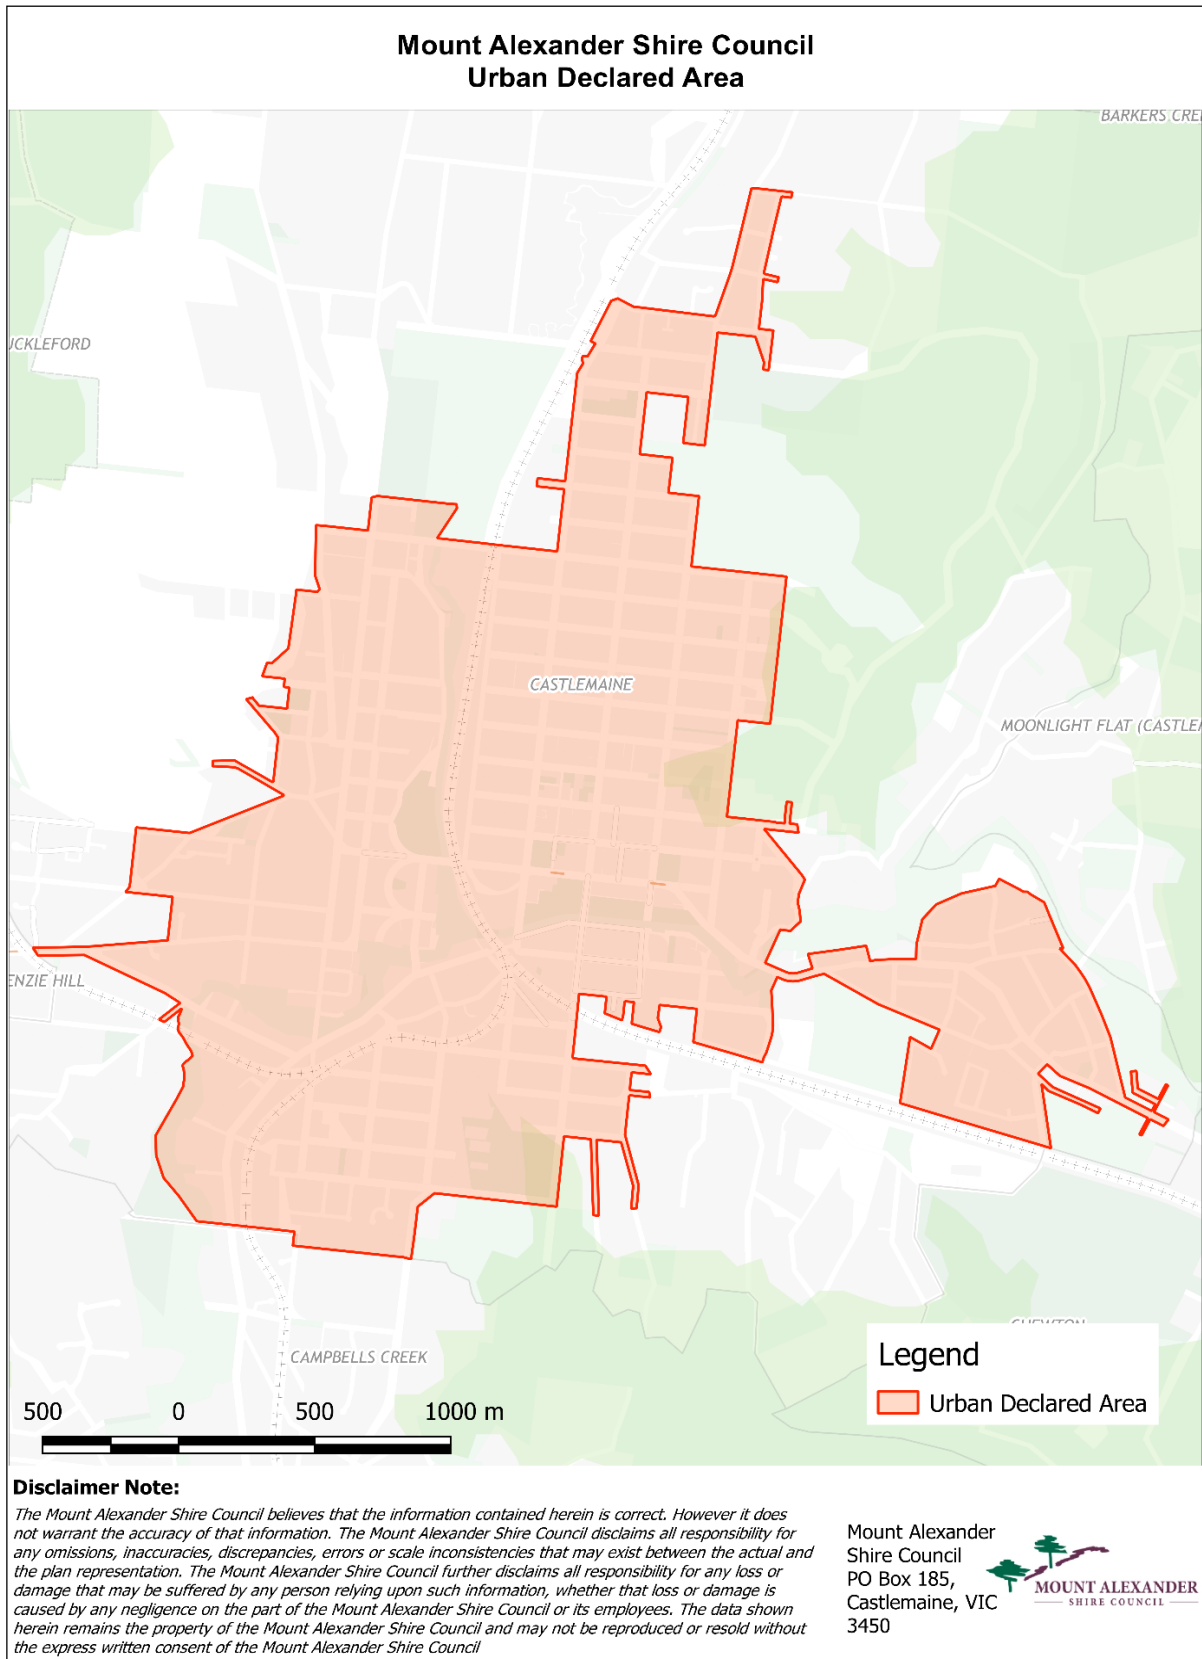 Mount Alexander Shire Council
Urban Declared Area
BARKERS CREE
UCKLEFORD
CASTLEMAINE
MOONLIGHT FLAT (CASTLEM
ENZIE HILL
CAMPBELLS CREEK
Legend
Urban Declared Area
500 0 500 1000 m
Disclaimer Note:
The Mount Alexander Shire Council believes that the information contained herein is correct. However it does
not warrant the accuracy of that information. The Mount Alexander Shire Council disclaims all responsibility for
any omissions, inaccuracies, discrepancies, errors or scale inconsistencies that may exist between the actual and
the plan representation. The Mount Alexander Shire Council further disclaims all responsibility for any loss or
damage that may be suffered by any person relying upon such information, whether that loss or damage is
caused by any negligence on the part of the Mount Alexander Shire Council or its employees. The data shown
herein remains the property of the Mount Alexander Shire Council and may not be reproduced or resold without
the express written consent of the Mount Alexander Shire Council
Mount Alexander
Shire Council
PO Box 185,
Castlemaine, VIC
3450
MOUNT ALEXANDER
SHIRE COUNCIL